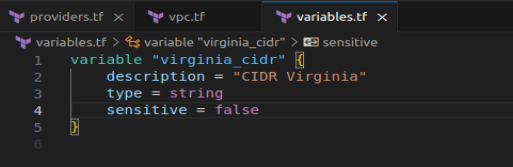 providers.tf vpc.tf variables.tf ×
variables.tf > variable "virginia_cidr" > sensitive
1 variable "virginia_cidr" {
2 description = "CIDR Virginia"
3 type = string
4 sensitive = false
5 }
6